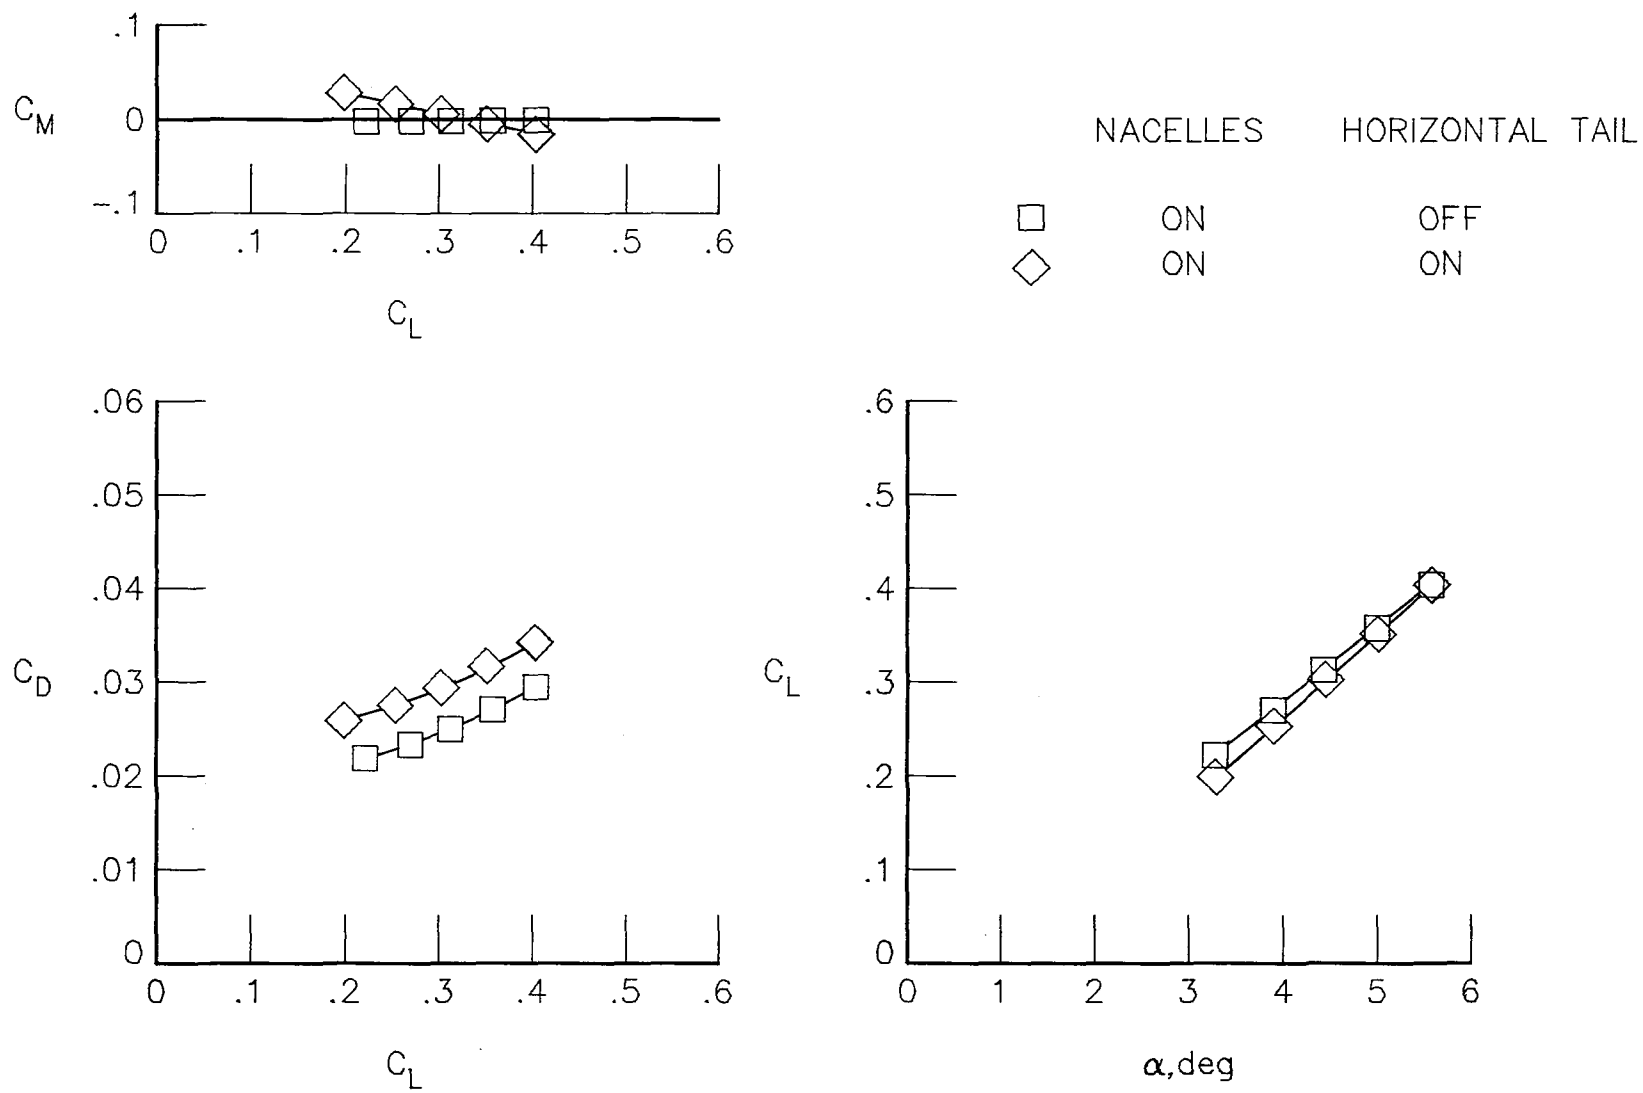 .1
C_M
0
-.1
0 .1 .2 .3 .4 .5 .6
C_L
NACELLES HORIZONTAL TAIL
ON OFF
ON ON
.06
.05
.04
C_D
.03
.02
.01
0
0 .1 .2 .3 .4 .5 .6
C_L
.6
.5
.4
C_L
.3
.2
.1
0
0 1 2 3 4 5 6
α,deg